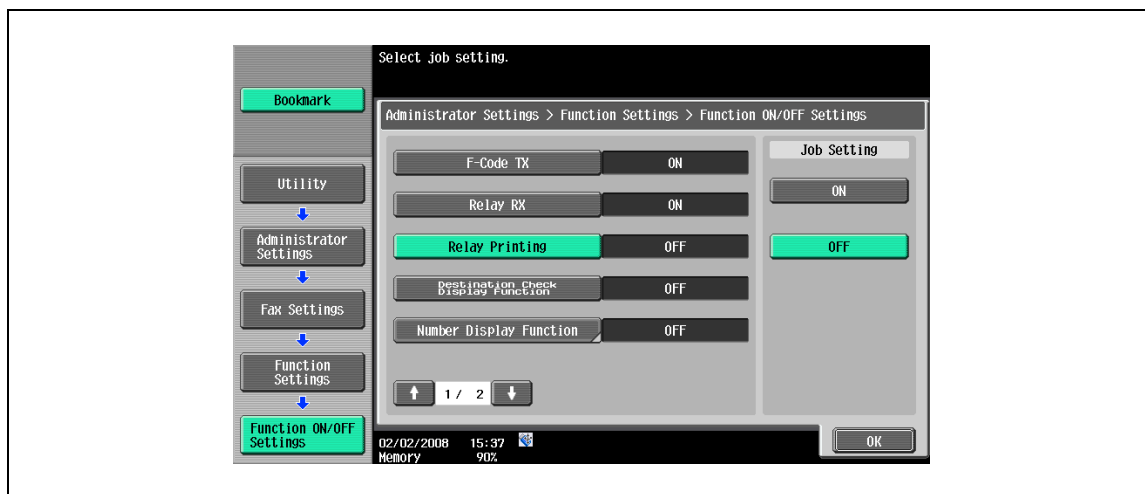 Select job setting.
Bookmark
Administrator Settings > Function Settings > Function ON/OFF Settings
Utility
Administrator
Settings
Fax Settings
Function
Settings
Function ON/OFF
Settings
F-Code TX ON
Relay RX ON
Relay Printing OFF
Destination Check
Display Function OFF
Number Display Function OFF
1/ 2
Job Setting
ON
OFF
02/02/2008 15:37
Memory 90%
OK